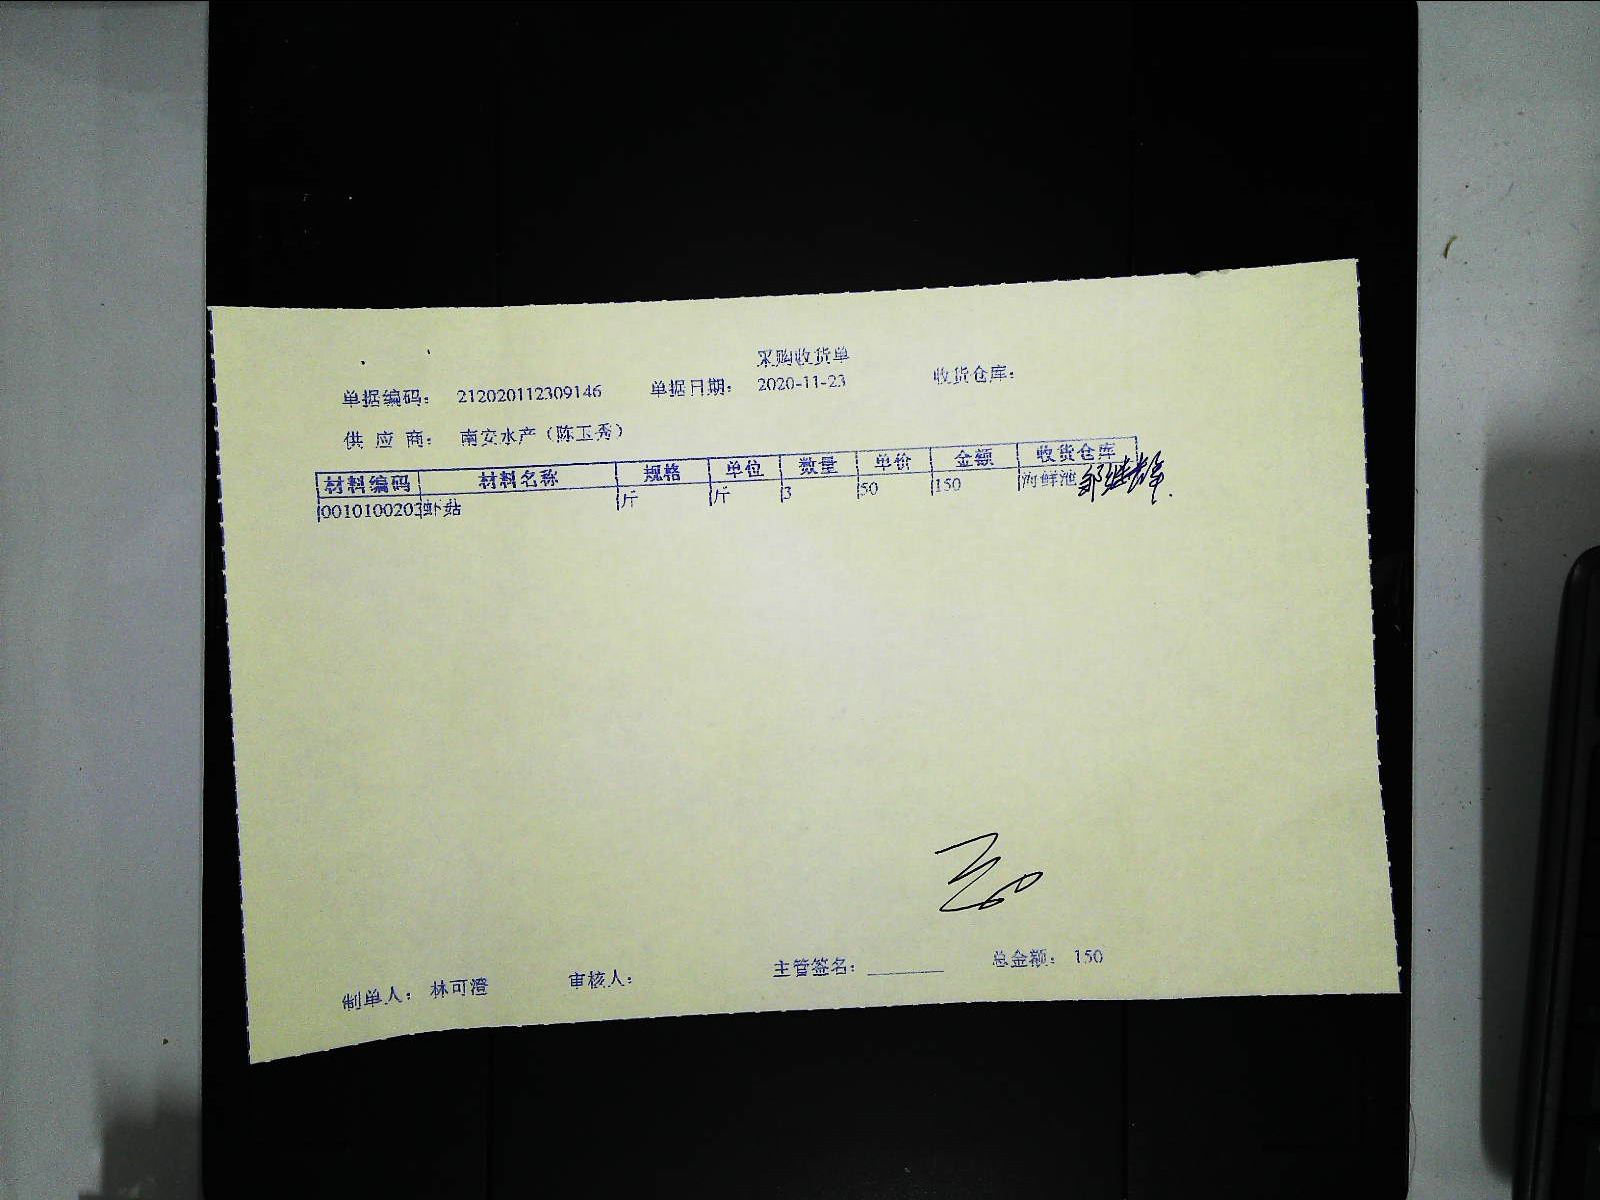 采购收货单
单据编码： 212020112309146 单据日期： 2020-11-23 收货仓库：
供 应 商： 南安水产（陈玉秀）
材料编码 材料名称 规格 单位 数量 单价 金额 收货仓库
0010100203 虾菇 斤 斤 3 50 150 海鲜池
制单人： 林可澄 审核人： 主管签名：_______ 总金额： 150